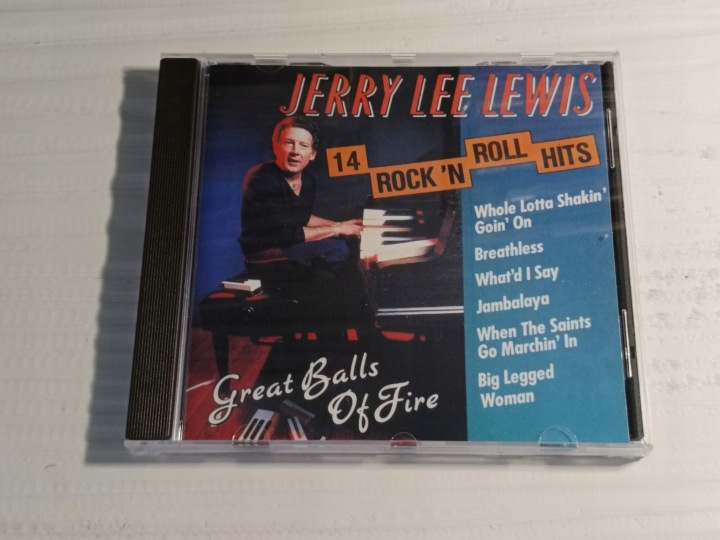 JERRY LEE LEWIS
14 ROCK 'N ROLL HITS
Whole Lotta Shakin'
Goin' On
Breathless
What'd I Say
Jambalaya
When The Saints
Go Marchin' In
Big Legged
Woman
Great Balls
Of Fire